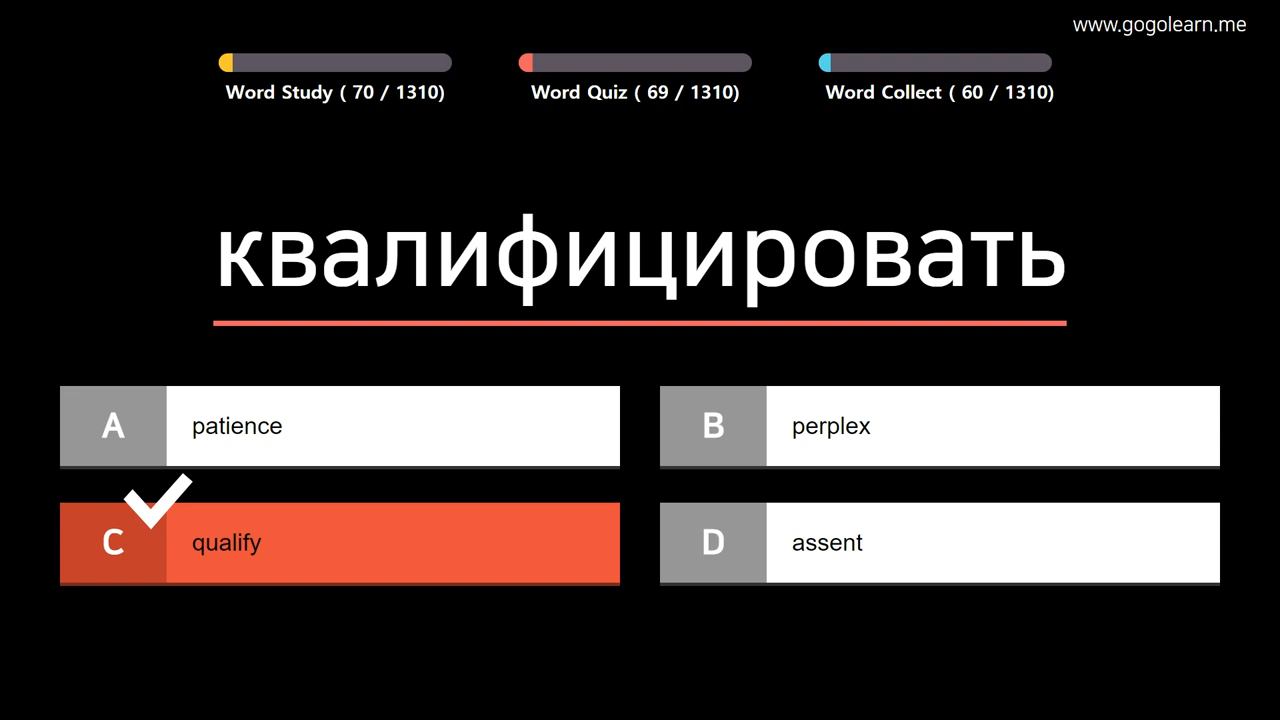 www.gogolearn.me
Word Study ( 70 / 1310)
Word Quiz ( 69 / 1310)
Word Collect ( 60 / 1310)
квалифицировать
A patience
B perplex
C qualify
D assent